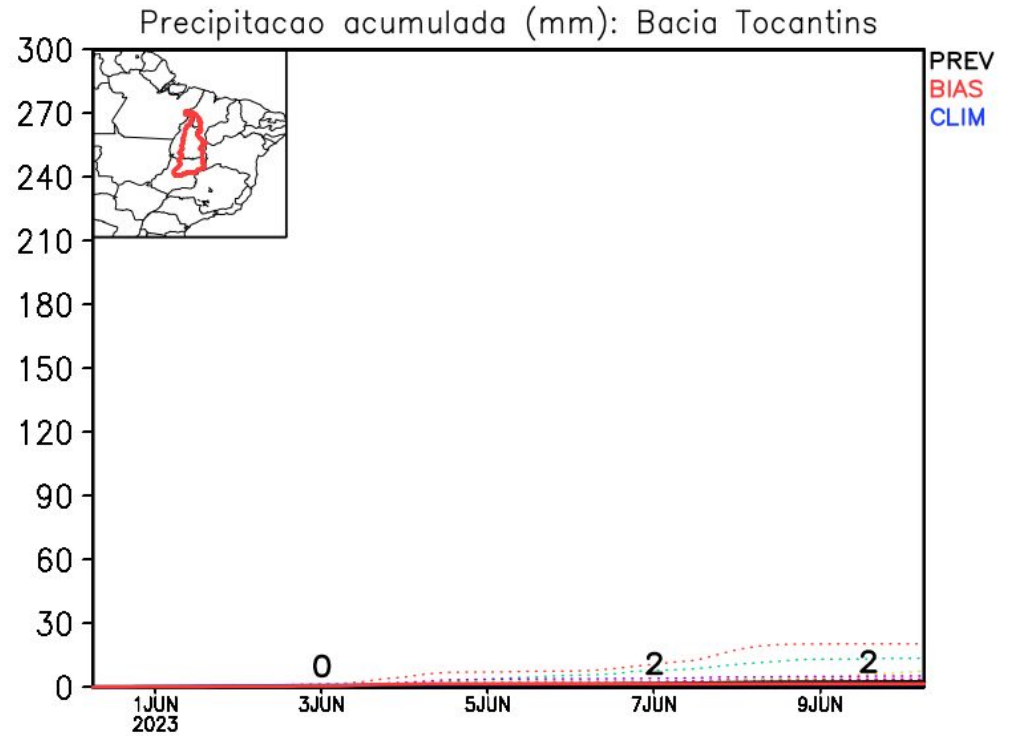 Precipitacao acumulada (mm): Bacia Tocantins
PREV
BIAS
CLIM
300
270
240
210
180
150
120
90
60
30
0
0
2
2
1JUN
2023
3JUN
5JUN
7JUN
9JUN